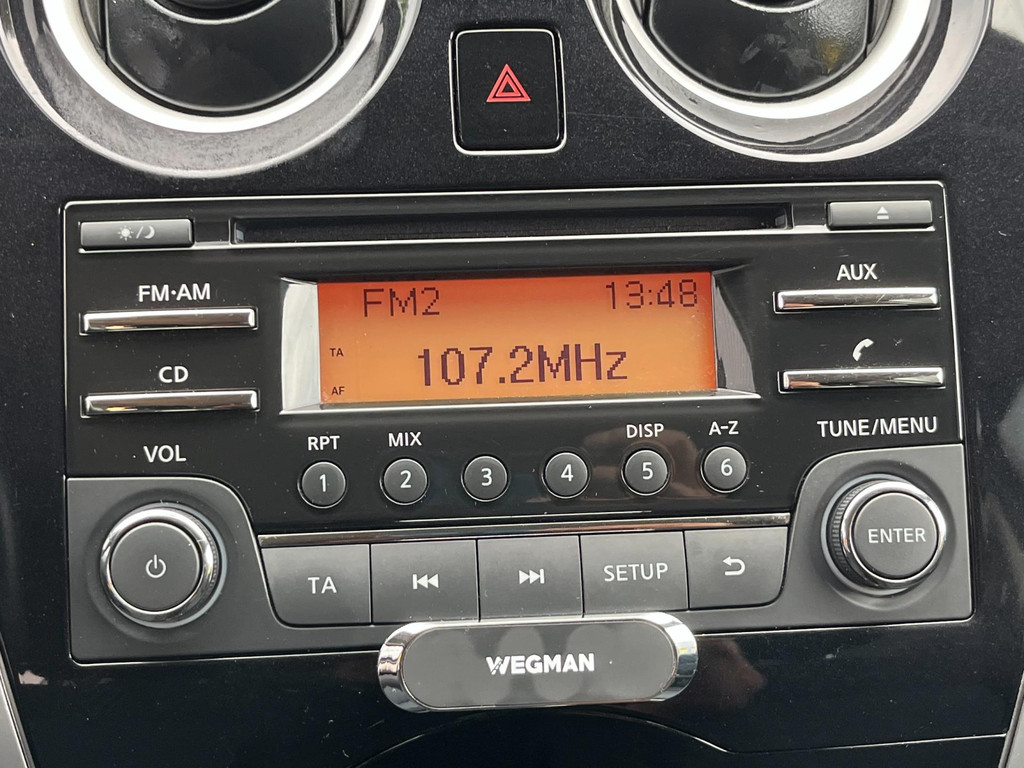 FM·AM
CD
VOL
FM2 13:48
TA
107.2MHz
AF
AUX
TUNE/MENU
RPT MIX DISP A-Z
1 2 3 4 5 6
ENTER
TA SETUP
WEGMAN